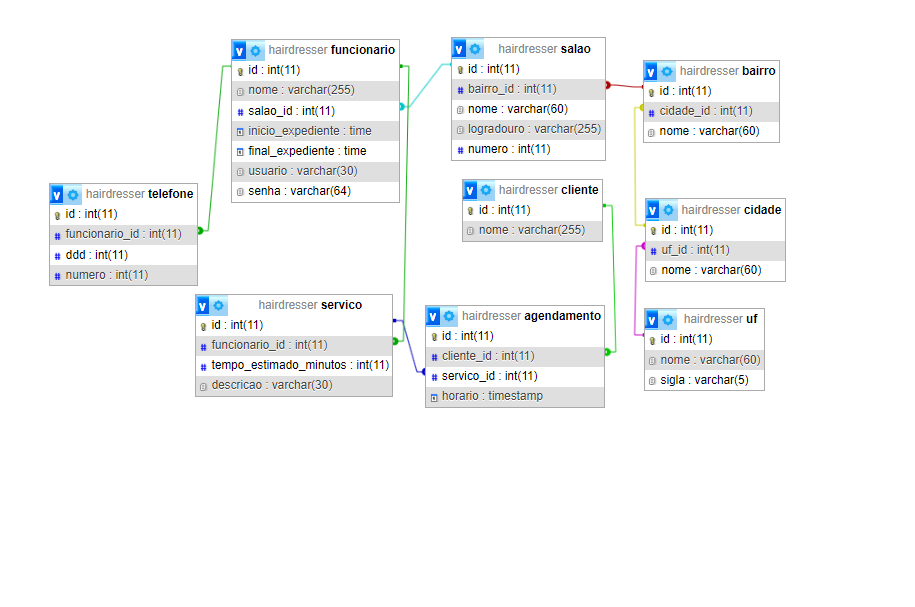 hairdresser funcionario
id : int(11)
nome : varchar(255)
salao_id : int(11)
inicio_expediente : time
final_expediente : time
usuario : varchar(30)
senha : varchar(64)
hairdresser salao
id : int(11)
bairro_id : int(11)
nome : varchar(60)
logradouro : varchar(255)
numero : int(11)
hairdresser bairro
id : int(11)
cidade_id : int(11)
nome : varchar(60)
hairdresser telefone
id : int(11)
funcionario_id : int(11)
ddd : int(11)
numero : int(11)
hairdresser cliente
id : int(11)
nome : varchar(255)
hairdresser cidade
id : int(11)
uf_id : int(11)
nome : varchar(60)
hairdresser servico
id : int(11)
funcionario_id : int(11)
tempo_estimado_minutos : int(11)
descricao : varchar(30)
hairdresser agendamento
id : int(11)
cliente_id : int(11)
servico_id : int(11)
horario : timestamp
hairdresser uf
id : int(11)
nome : varchar(60)
sigla : varchar(5)